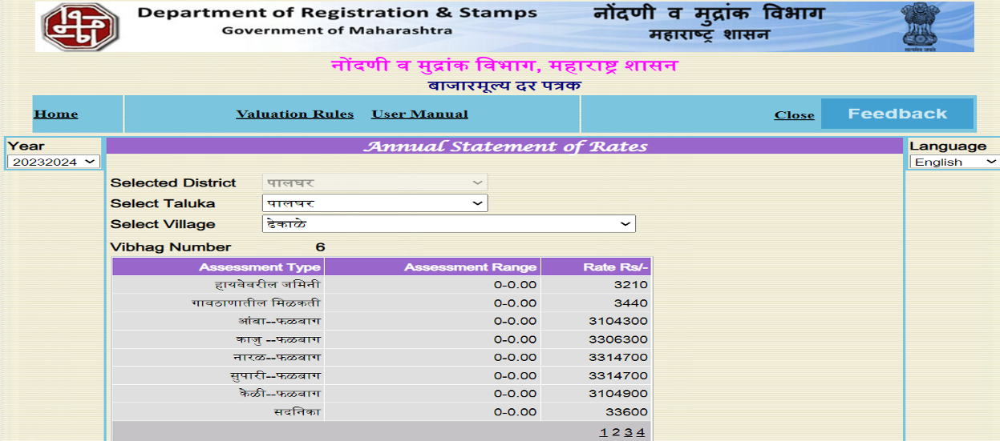 Department of Registration & Stamps
Government of Maharashtra
नोंदणी व मुद्रांक विभाग
महाराष्ट्र शासन
नोंदणी व मुद्रांक विभाग, महाराष्ट्र शासन
बाजारमूल्य दर पत्रक
Home Valuation Rules User Manual Close Feedback
Year Annual Statement of Rates Language
20232024 English
Selected District पालघर
Select Taluka पालघर
Select Village ढेकाळे
Vibhag Number 6
Assessment Type Assessment Range Rate Rs/-
हायवेवरील जमिनी 0-0.00 3210
गावठाणातील मिळकती 0-0.00 3440
आंबा--फळबाग 0-0.00 3104300
काजु --फळबाग 0-0.00 3306300
नारळ--फळबाग 0-0.00 3314700
सुपारी--फळबाग 0-0.00 3314700
केळी--फळबाग 0-0.00 3104900
सदनिका 0-0.00 33600
1 2 3 4